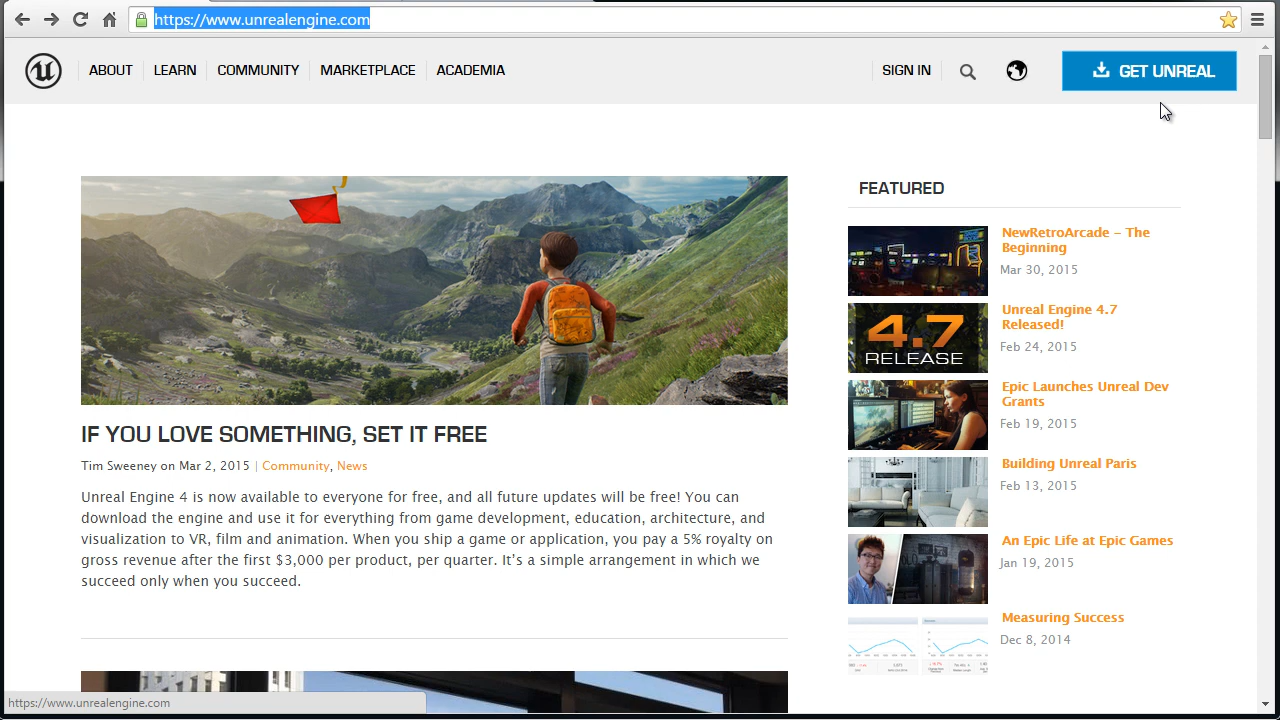 https://www.unrealengine.com
ABOUT
LEARN
COMMUNITY
MARKETPLACE
ACADEMIA
SIGN IN
GET UNREAL
IF YOU LOVE SOMETHING, SET IT FREE
Tim Sweeney on Mar 2, 2015 | Community, News
Unreal Engine 4 is now available to everyone for free, and all future updates will be free! You can
download the engine and use it for everything from game development, education, architecture, and
visualization to VR, film and animation. When you ship a game or application, you pay a 5% royalty on
gross revenue after the first $3,000 per product, per quarter. It’s a simple arrangement in which we
succeed only when you succeed.
FEATURED
NewRetroArcade – The
Beginning
Mar 30, 2015
4.7
RELEASE
Unreal Engine 4.7
Released!
Feb 24, 2015
Epic Launches Unreal Dev
Grants
Feb 19, 2015
Building Unreal Paris
Feb 13, 2015
An Epic Life at Epic Games
Jan 19, 2015
Measuring Success
Dec 8, 2014
https://www.unrealengine.com